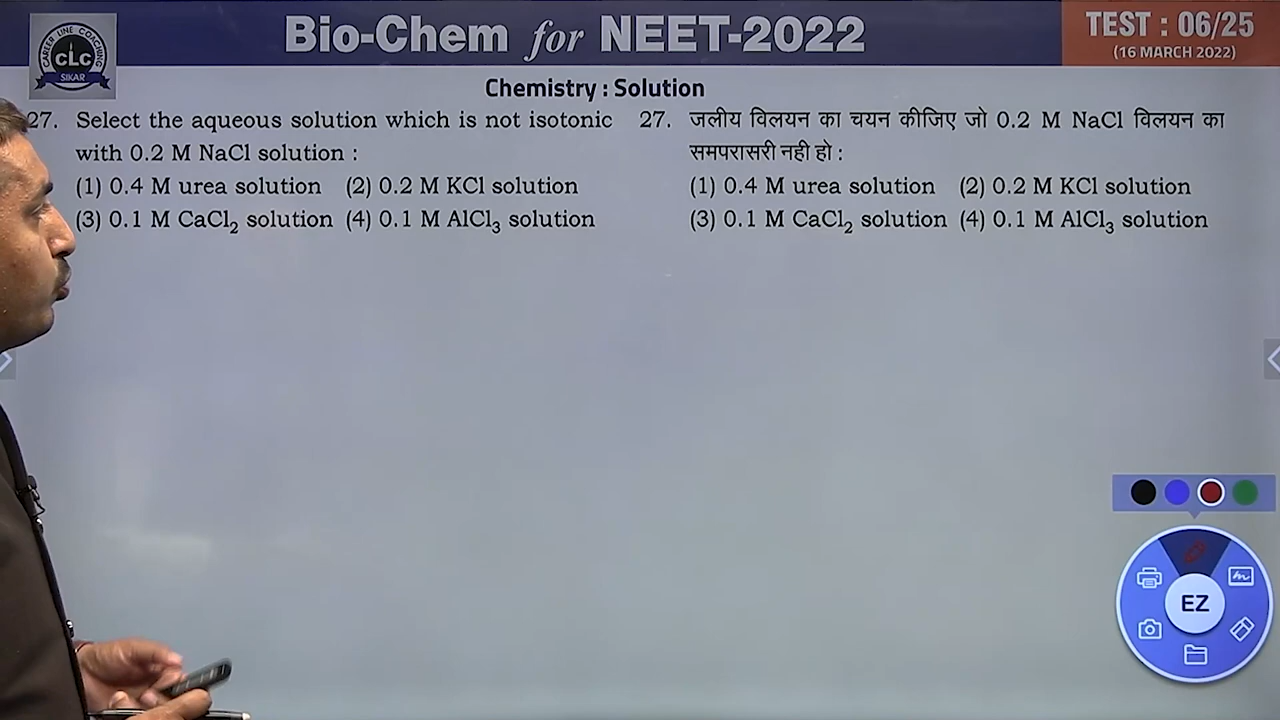 CAREER LINE COACHING
CLC
SIKAR
Bio-Chem for NEET-2022
TEST : 06/25
(16 MARCH 2022)
Chemistry : Solution
27. Select the aqueous solution which is not isotonic
with 0.2 M NaCl solution :
(1) 0.4 M urea solution (2) 0.2 M KCl solution
(3) 0.1 M CaCl₂ solution (4) 0.1 M AlCl₃ solution
27. जलीय विलयन का चयन कीजिए जो 0.2 M NaCl विलयन का
समपरासरी नही हो :
(1) 0.4 M urea solution (2) 0.2 M KCl solution
(3) 0.1 M CaCl₂ solution (4) 0.1 M AlCl₃ solution
EZ